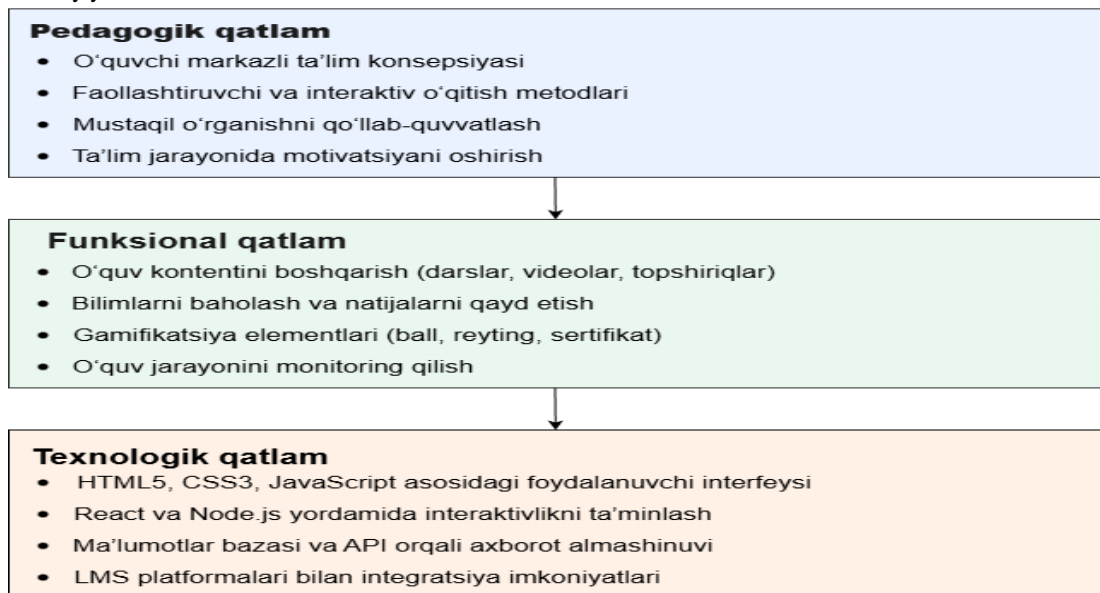 Pedagogik qatlam
• O‘quvchi markazli ta’lim konsepsiyasi
• Faollashtiruvchi va interaktiv o‘qitish metodlari
• Mustaqil o‘rganishni qo‘llab-quvvatlash
• Ta’lim jarayonida motivatsiyani oshirish
Funksional qatlam
• O‘quv kontentini boshqarish (darslar, videolar, topshiriqlar)
• Bilimlarni baholash va natijalarni qayd etish
• Gamifikatsiya elementlari (ball, reyting, sertifikat)
• O‘quv jarayonini monitoring qilish
Texnologik qatlam
• HTML5, CSS3, JavaScript asosidagi foydalanuvchi interfeysi
• React va Node.js yordamida interaktivlikni ta’minlash
• Ma’lumotlar bazasi va API orqali axborot almashinuvi
• LMS platformalari bilan integratsiya imkoniyatlari